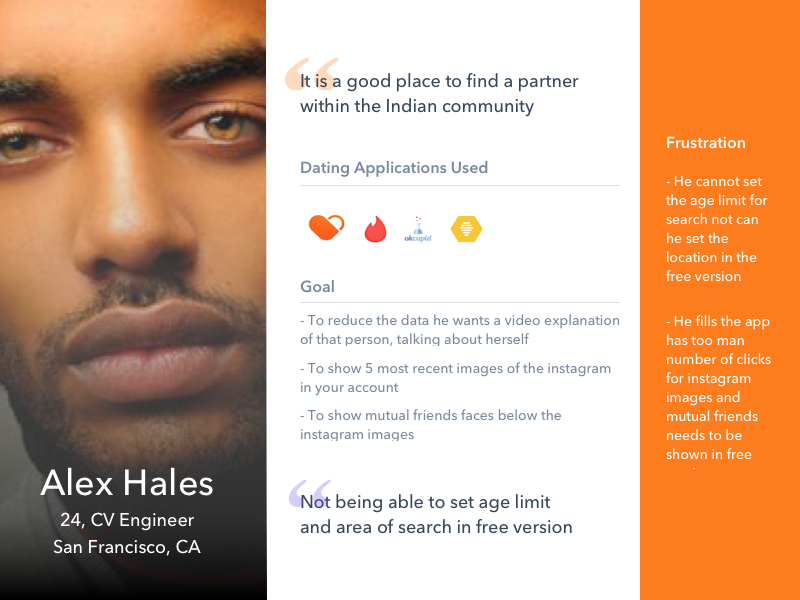 It is a good place to find a partner
within the Indian community
Dating Applications Used
okcupid
Goal
- To reduce the data he wants a video explanation
of that person, talking about herself
- To show 5 most recent images of the instagram
in your account
- To show mutual friends faces below the
instagram images
Not being able to set age limit
and area of search in free version
Alex Hales
24, CV Engineer
San Francisco, CA
Frustration
- He cannot set
the age limit for
search not can
he set the
location in the
free version
- He fills the app
has too man
number of clicks
for instagram
images and
mutual friends
needs to be
shown in free